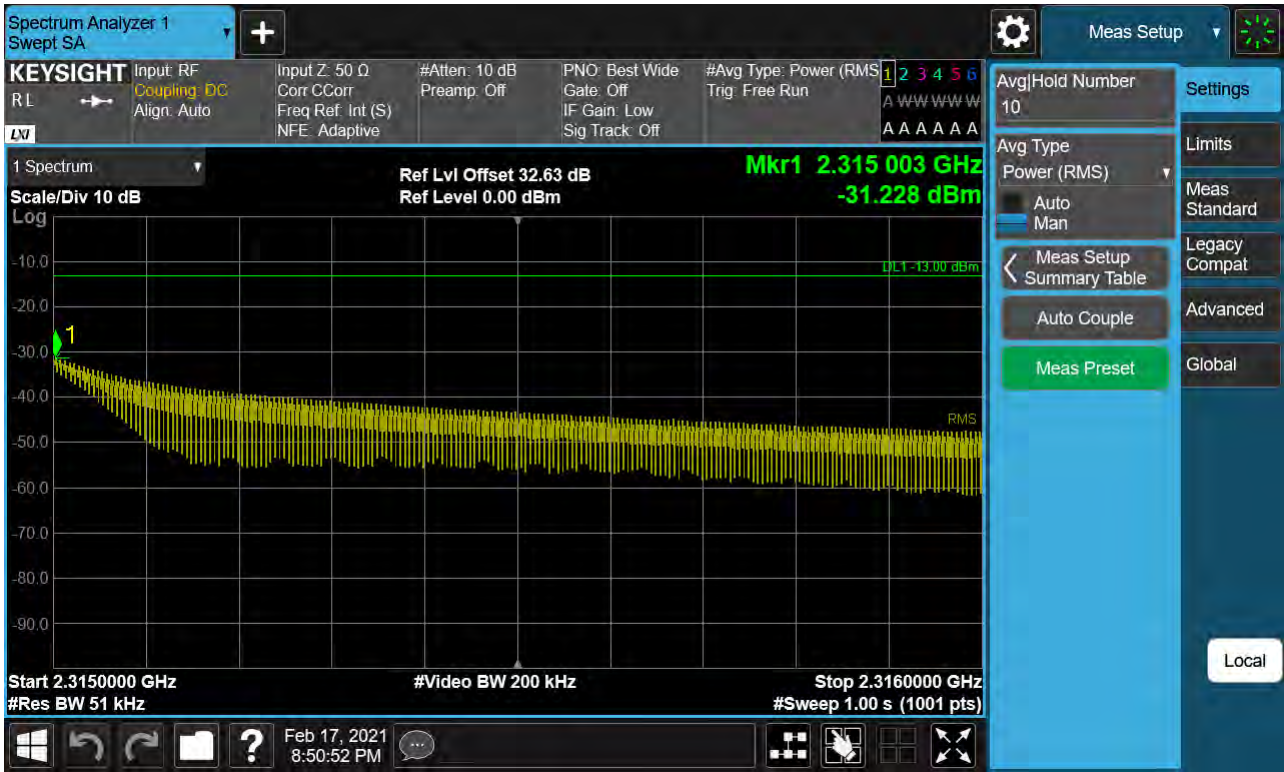 Spectrum Analyzer 1
Swept SA
Meas Setup
KEYSIGHT
R L
LXI
Input: RF
Coupling: DC
Align: Auto
Input Z: 50 Ω
Corr CCorr
Freq Ref: Int (S)
NFE: Adaptive
#Atten: 10 dB
Preamp: Off
PNO: Best Wide
Gate: Off
IF Gain: Low
Sig Track: Off
#Avg Type: Power (RMS
Trig: Free Run
1 2 3 4 5 6
A W W W W W
A A A A A A
1 Spectrum
Scale/Div 10 dB
Log
Ref Lvl Offset 32.63 dB
Ref Level 0.00 dBm
Mkr1 2.315 003 GHz
-31.228 dBm
DL1 -13.00 dBm
1
RMS
-10.0
-20.0
-30.0
-40.0
-50.0
-60.0
-70.0
-80.0
-90.0
Start 2.3150000 GHz
#Res BW 51 kHz
#Video BW 200 kHz
Stop 2.3160000 GHz
#Sweep 1.00 s (1001 pts)
Feb 17, 2021
8:50:52 PM
Avg|Hold Number
10
Avg Type
Power (RMS)
Auto
Man
Meas Setup
Summary Table
Auto Couple
Meas Preset
Settings
Limits
Meas
Standard
Legacy
Compat
Advanced
Global
Local